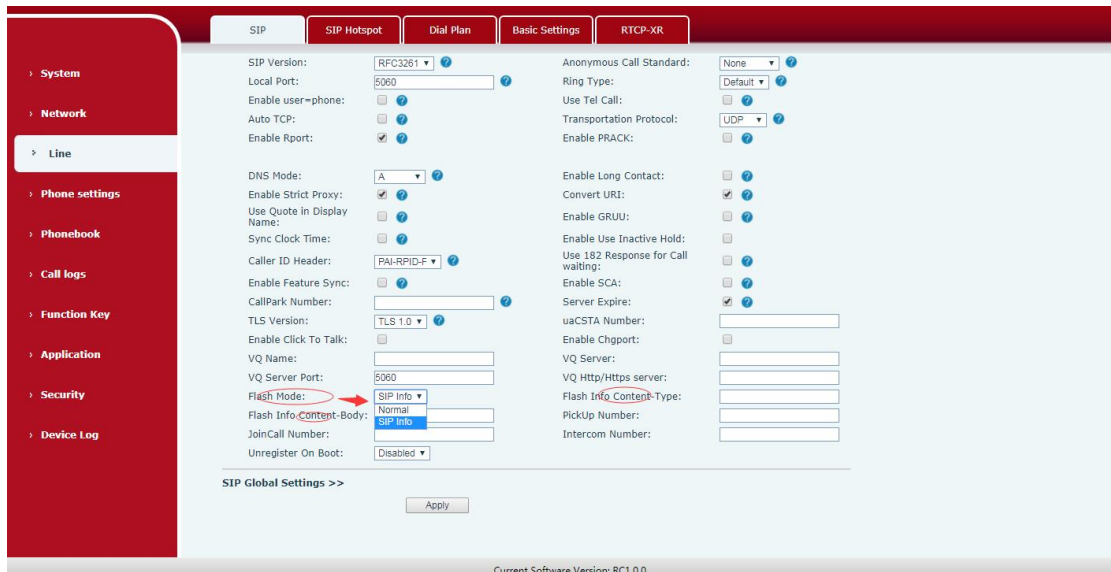 SIP SIP Hotspot Dial Plan Basic Settings RTCP-XR
› System
› Network
› Line
› Phone settings
› Phonebook
› Call logs
› Function Key
› Application
› Security
› Device Log
SIP Version: RFC3261 ▼ ? Anonymous Call Standard: None ▼ ?
Local Port: 5060 ? Ring Type: Default ▼ ?
Enable user=phone: ? Use Tel Call: ?
Auto TCP: ? Transportation Protocol: UDP ▼ ?
Enable Rport: ? Enable PRACK: ?
DNS Mode: A ▼ ? Enable Long Contact: ?
Enable Strict Proxy: ? Convert URI: ?
Use Quote in Display
Name: ? Enable GRUU: ?
Sync Clock Time: ? Enable Use Inactive Hold:
Caller ID Header: PAI-RPID-F ▼ ? Use 182 Response for Call
waiting: ?
Enable Feature Sync: ? Enable SCA: ?
CallPark Number: ? Server Expire: ?
TLS Version: TLS 1.0 ▼ ? uaCSTA Number:
Enable Click To Talk: Enable Chgport:
VQ Name: VQ Server:
VQ Server Port: 5060 VQ Http/Https server:
Flash Mode: SIP Info ▼ Flash Info Content-Type:
Normal
SIP Info
Flash Info Content-Body: PickUp Number:
JoinCall Number: Intercom Number:
Unregister On Boot: Disabled ▼
SIP Global Settings >>
Apply
Current Software Version: RC1.0.0